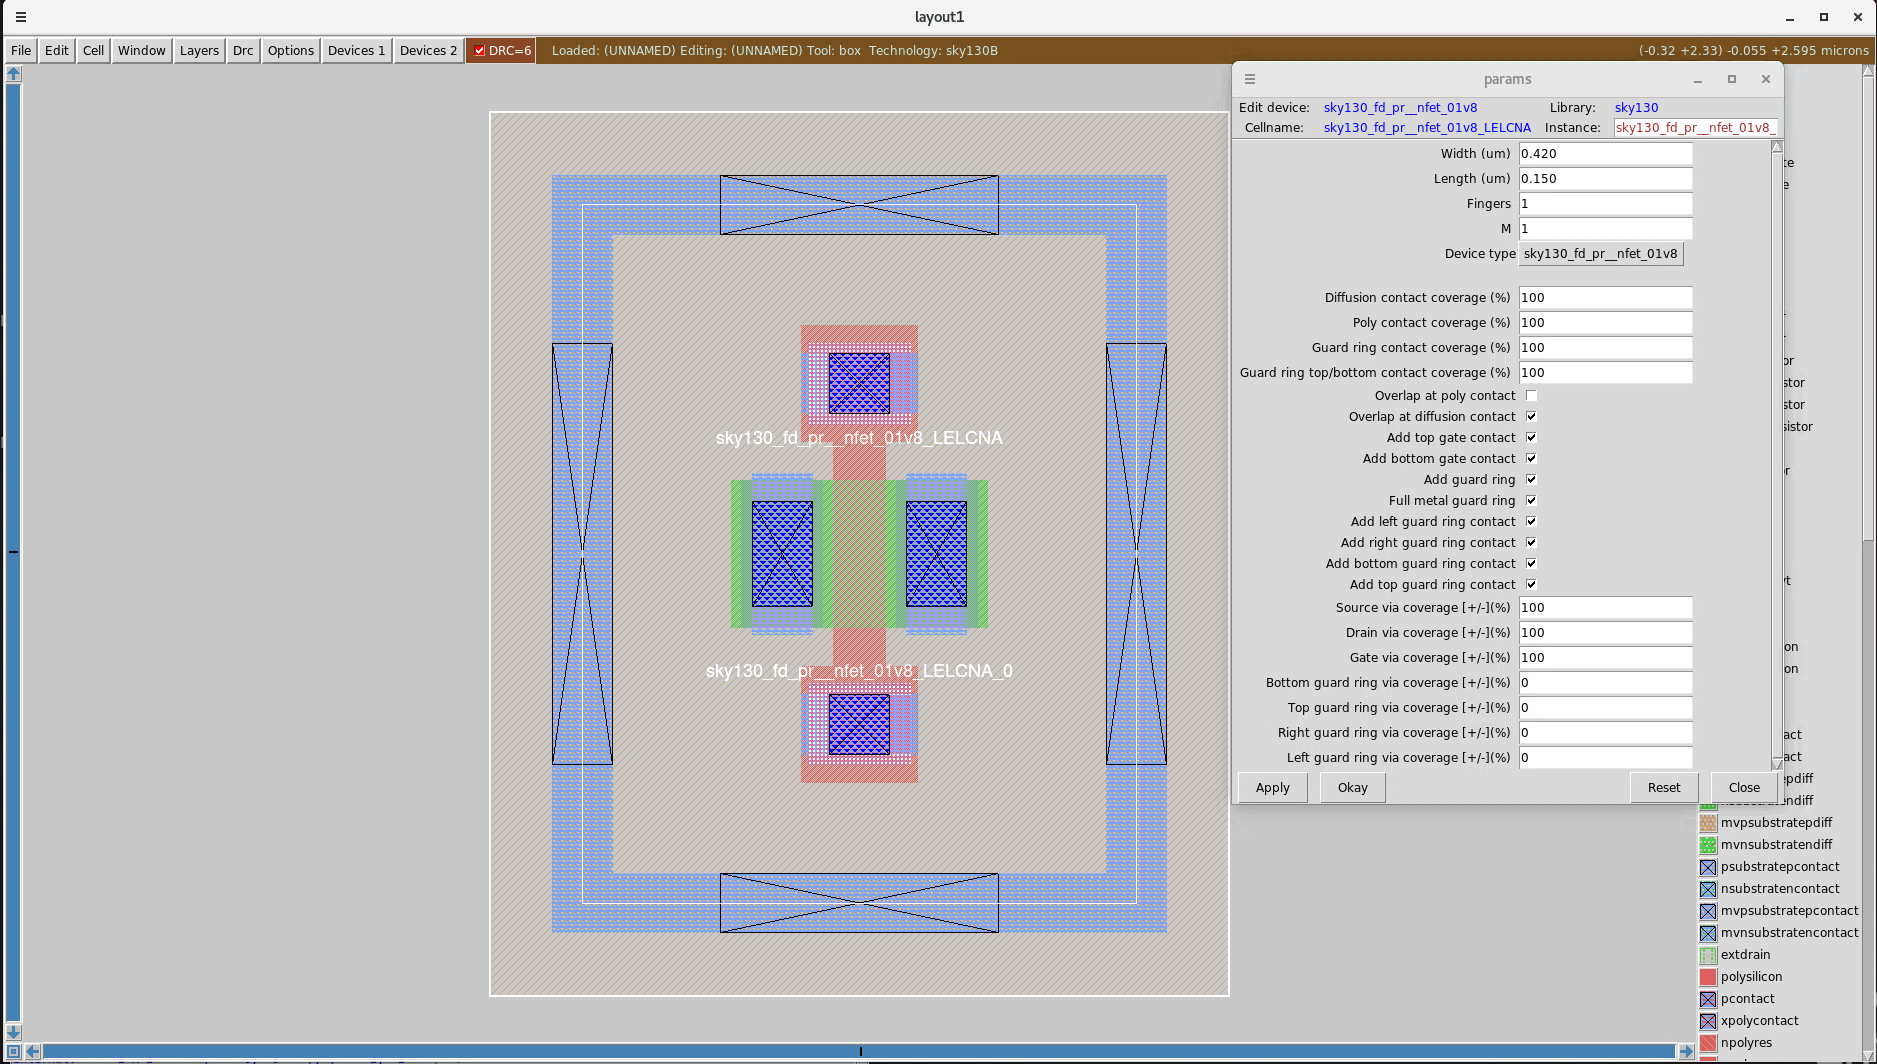 layout1
File Edit Cell Window Layers Drc Options Devices 1 Devices 2 DRC=6 Loaded: (UNNAMED) Editing: (UNNAMED) Tool: box Technology: sky130B (-0.32 +2.33) -0.055 +2.595 microns
params
Edit device: sky130_fd_pr__nfet_01v8 Library: sky130
Cellname: sky130_fd_pr__nfet_01v8_LELCNA Instance: sky130_fd_pr__nfet_01v8_
Width (um) 0.420
Length (um) 0.150
Fingers 1
M 1
Device type sky130_fd_pr__nfet_01v8
Diffusion contact coverage (%) 100
Poly contact coverage (%) 100
Guard ring contact coverage (%) 100
Guard ring top/bottom contact coverage (%) 100
Overlap at poly contact
Overlap at diffusion contact
Add top gate contact
Add bottom gate contact
Add guard ring
Full metal guard ring
Add left guard ring contact
Add right guard ring contact
Add bottom guard ring contact
Add top guard ring contact
Source via coverage [+/-](%) 100
Drain via coverage [+/-](%) 100
Gate via coverage [+/-](%) 100
Bottom guard ring via coverage [+/-](%) 0
Top guard ring via coverage [+/-](%) 0
Right guard ring via coverage [+/-](%) 0
Left guard ring via coverage [+/-](%) 0
Apply Okay Reset Close
sky130_fd_pr__nfet_01v8_LELCNA
sky130_fd_pr__nfet_01v8_LELCNA_0
mvpsubstratepdiff
mvnsubstratendiff
psubstratepcontact
nsubstratencontact
mvpsubstratepcontact
mvnsubstratencontact
extdrain
polysilicon
pcontact
xpolycontact
npolyres